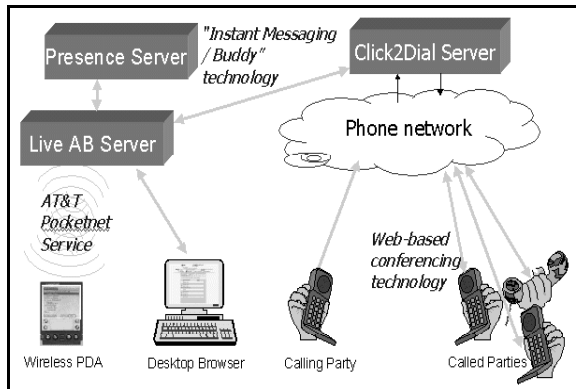 "Instant Messaging
/ Buddy"
technology
Presence Server
Click2Dial Server
Live AB Server
Phone network
AT&T
Pocketnet
Service
Web-based
conferencing
technology
Wireless PDA
Desktop Browser
Calling Party
Called Parties